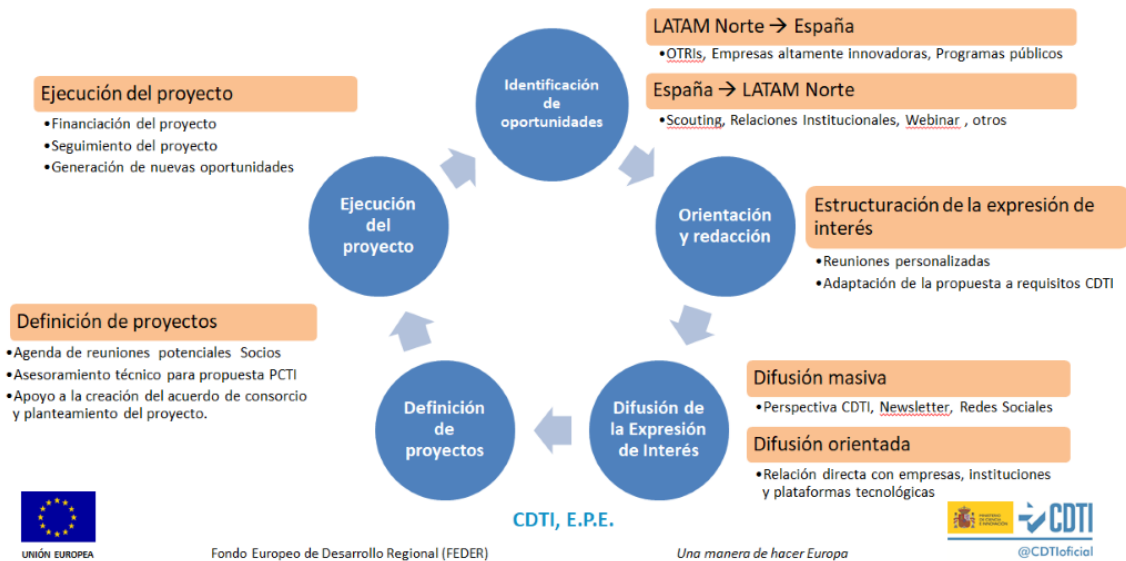 Identificación
de
oportunidades
LATAM Norte → España
•OTRIs, Empresas altamente innovadoras, Programas públicos
España → LATAM Norte
•Scouting, Relaciones Institucionales, Webinar , otros
Orientación
y redacción
Estructuración de la expresión de
interés
•Reuniones personalizadas
•Adaptación de la propuesta a requisitos CDTI
Difusión de
la Expresión
de Interés
Difusión masiva
•Perspectiva CDTI, Newsletter, Redes Sociales
Difusión orientada
•Relación directa con empresas, instituciones
y plataformas tecnológicas
Definición
de
proyectos
Definición de proyectos
•Agenda de reuniones potenciales Socios
•Asesoramiento técnico para propuesta PCTI
•Apoyo a la creación del acuerdo de consorcio
y planteamiento del proyecto.
Ejecución
del
proyecto
Ejecución del proyecto
•Financiación del proyecto
•Seguimiento del proyecto
•Generación de nuevas oportunidades
UNIÓN EUROPEA
Fondo Europeo de Desarrollo Regional (FEDER)
CDTI, E.P.E.
Una manera de hacer Europa
MINISTERIO
DE CIENCIA
E INNOVACIÓN
CDTI
@CDTIoficial